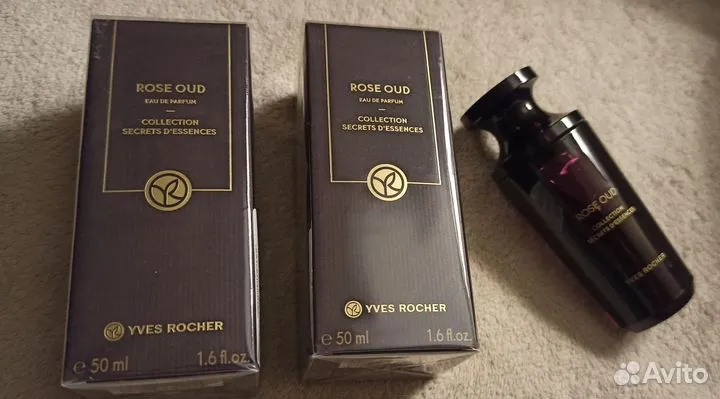 ROSE OUD
EAU DE PARFUM
COLLECTION
SECRETS D'ESSENCES
YVES ROCHER
e 50 ml 1.6 fl.oz.
ROSE OUD
EAU DE PARFUM
COLLECTION
SECRETS D'ESSENCES
YVES ROCHER
e 50 ml 1.6 fl.oz.
ROSE OUD
COLLECTION
SECRETS D'ESSENCES
YVES ROCHER
Avito